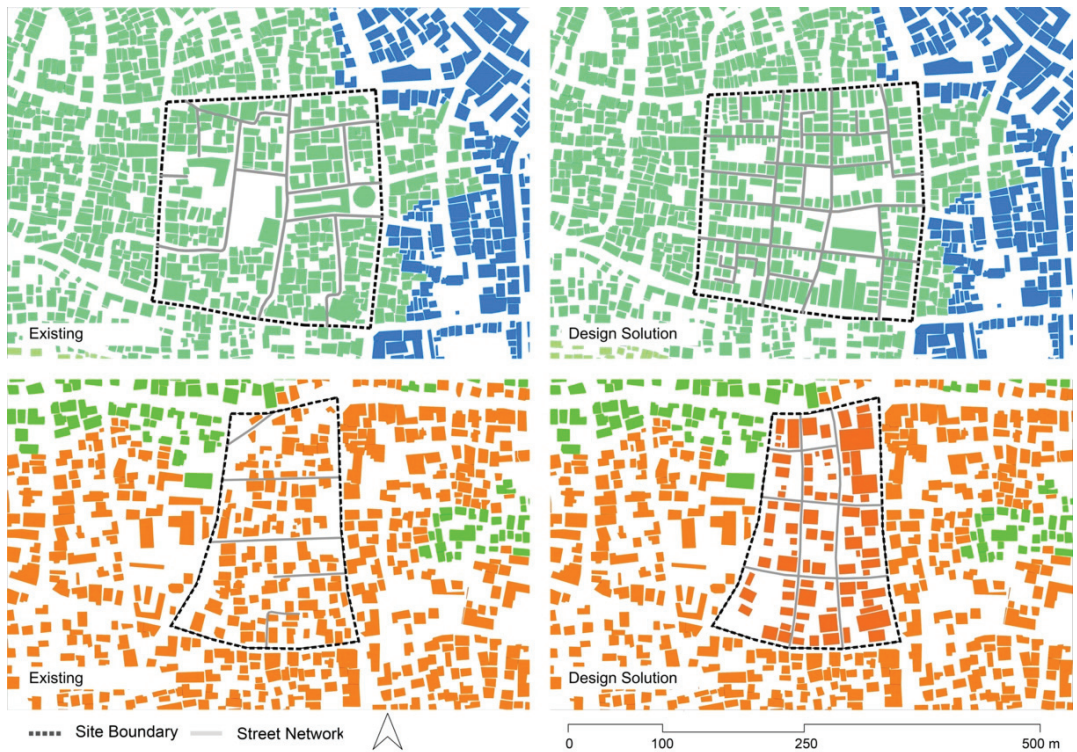 Existing
Design Solution
Existing
Design Solution
Site Boundary
Street Network
0 100 250 500 m